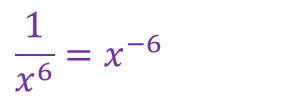 1/x⁶ = x⁻⁶